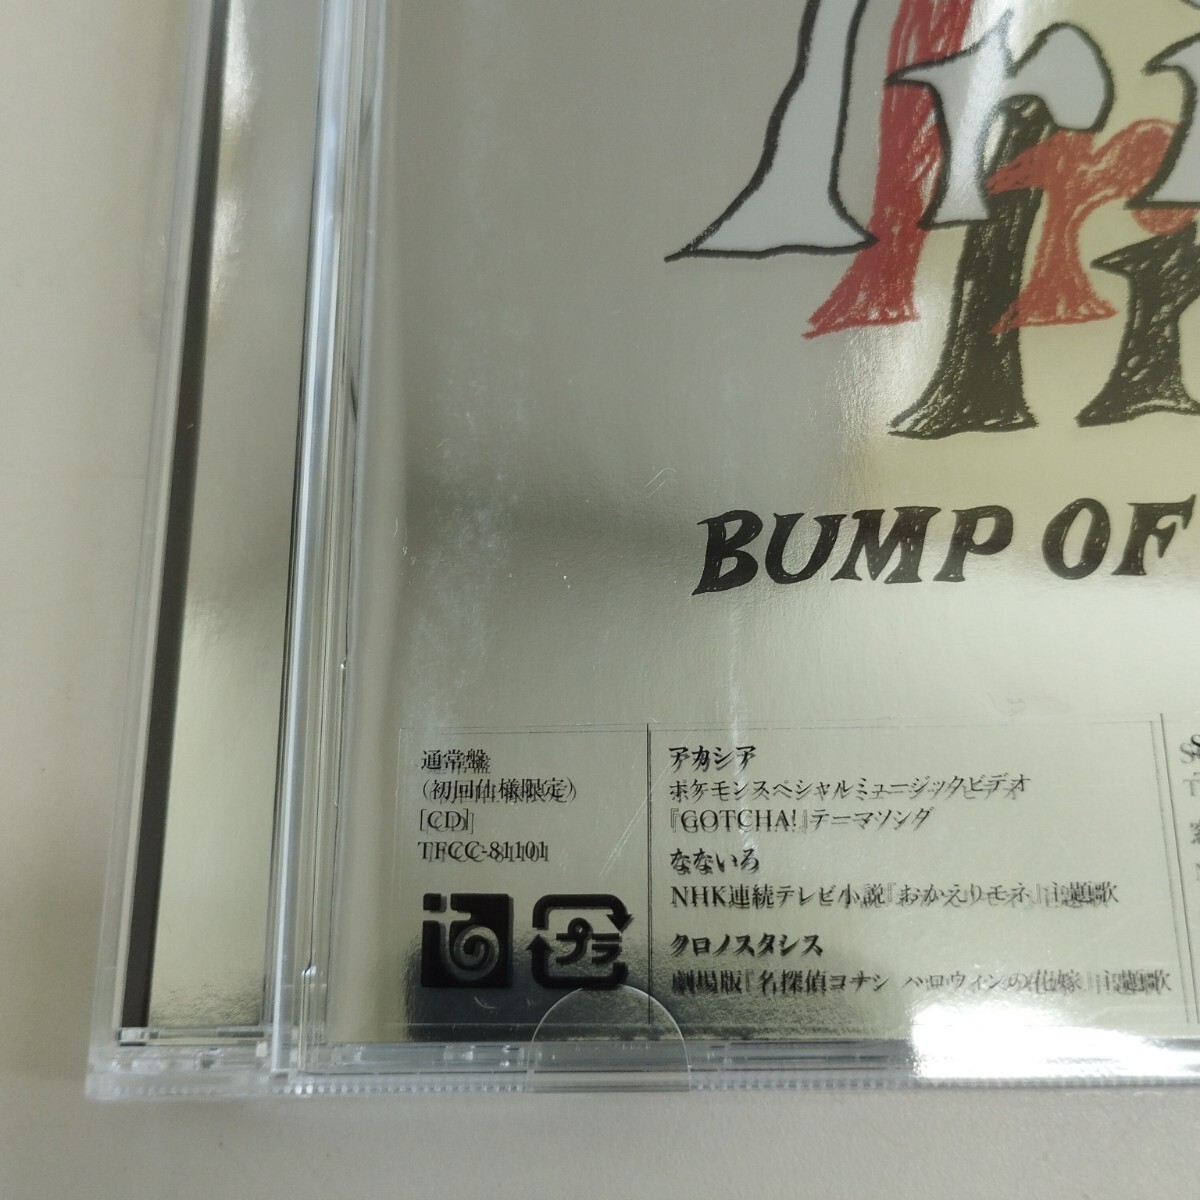 BUMP OF
通常盤
(初回仕様限定)
[CD]
TFCC-81101
アカシア
ポケモンスペシャルミュージックビデオ
『GOTCHA!』テーマソング
なないろ
NHK連続テレビ小説『おかえりモネ』主題歌
クロノスタシス
劇場版『名探偵コナン ハロウィンの花嫁』主題歌
プラ